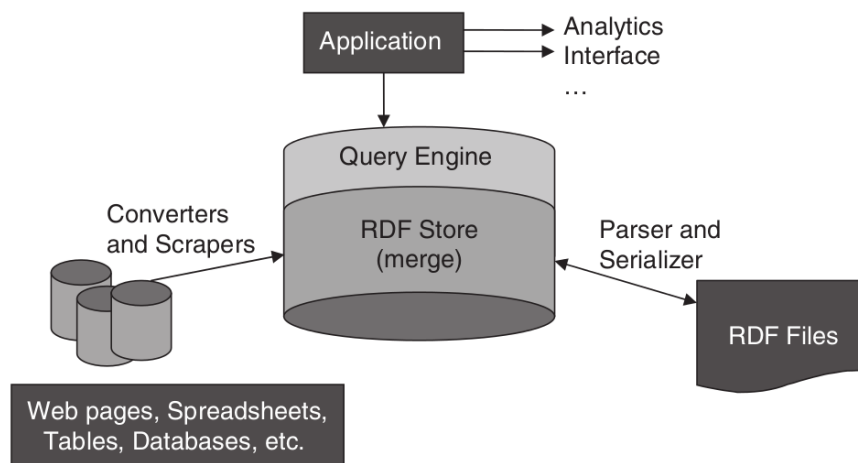 Application
Analytics
Interface
…
Query Engine
Converters
and Scrapers
RDF Store
(merge)
Parser and
Serializer
RDF Files
Web pages, Spreadsheets,
Tables, Databases, etc.